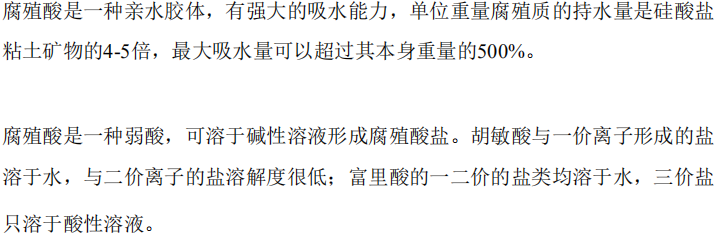 腐殖酸是一种亲水胶体，有强大的吸水能力，单位重量腐殖质的持水量是硅酸盐
粘土矿物的4-5倍，最大吸水量可以超过其本身重量的500%。
腐殖酸是一种弱酸，可溶于碱性溶液形成腐殖酸盐。胡敏酸与一价离子形成的盐
溶于水，与二价离子的盐溶解度很低；富里酸的一二价的盐类均溶于水，三价盐
只溶于酸性溶液。